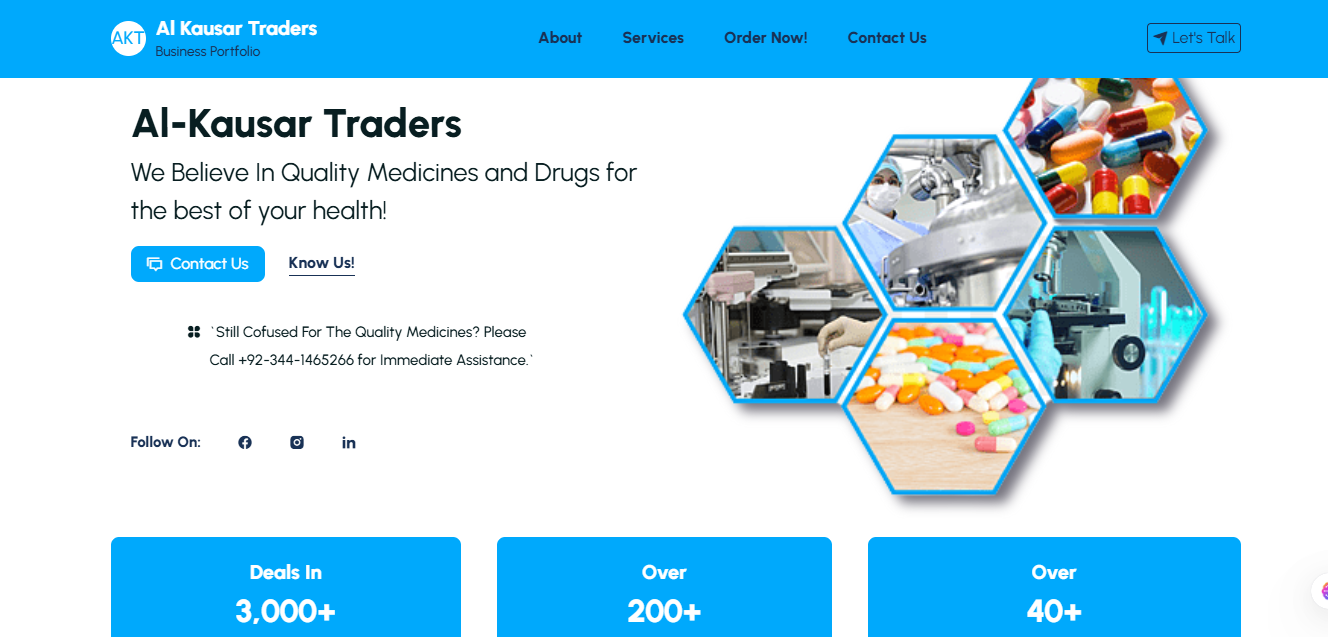 AKT
Al Kausar Traders
Business Portfolio
About
Services
Order Now!
Contact Us
Let's Talk
Al-Kausar Traders
We Believe In Quality Medicines and Drugs for
the best of your health!
Contact Us
Know Us!
`Still Cofused For The Quality Medicines? Please
Call +92-344-1465266 for Immediate Assistance.`
Follow On:
Deals In
3,000+
Over
200+
Over
40+